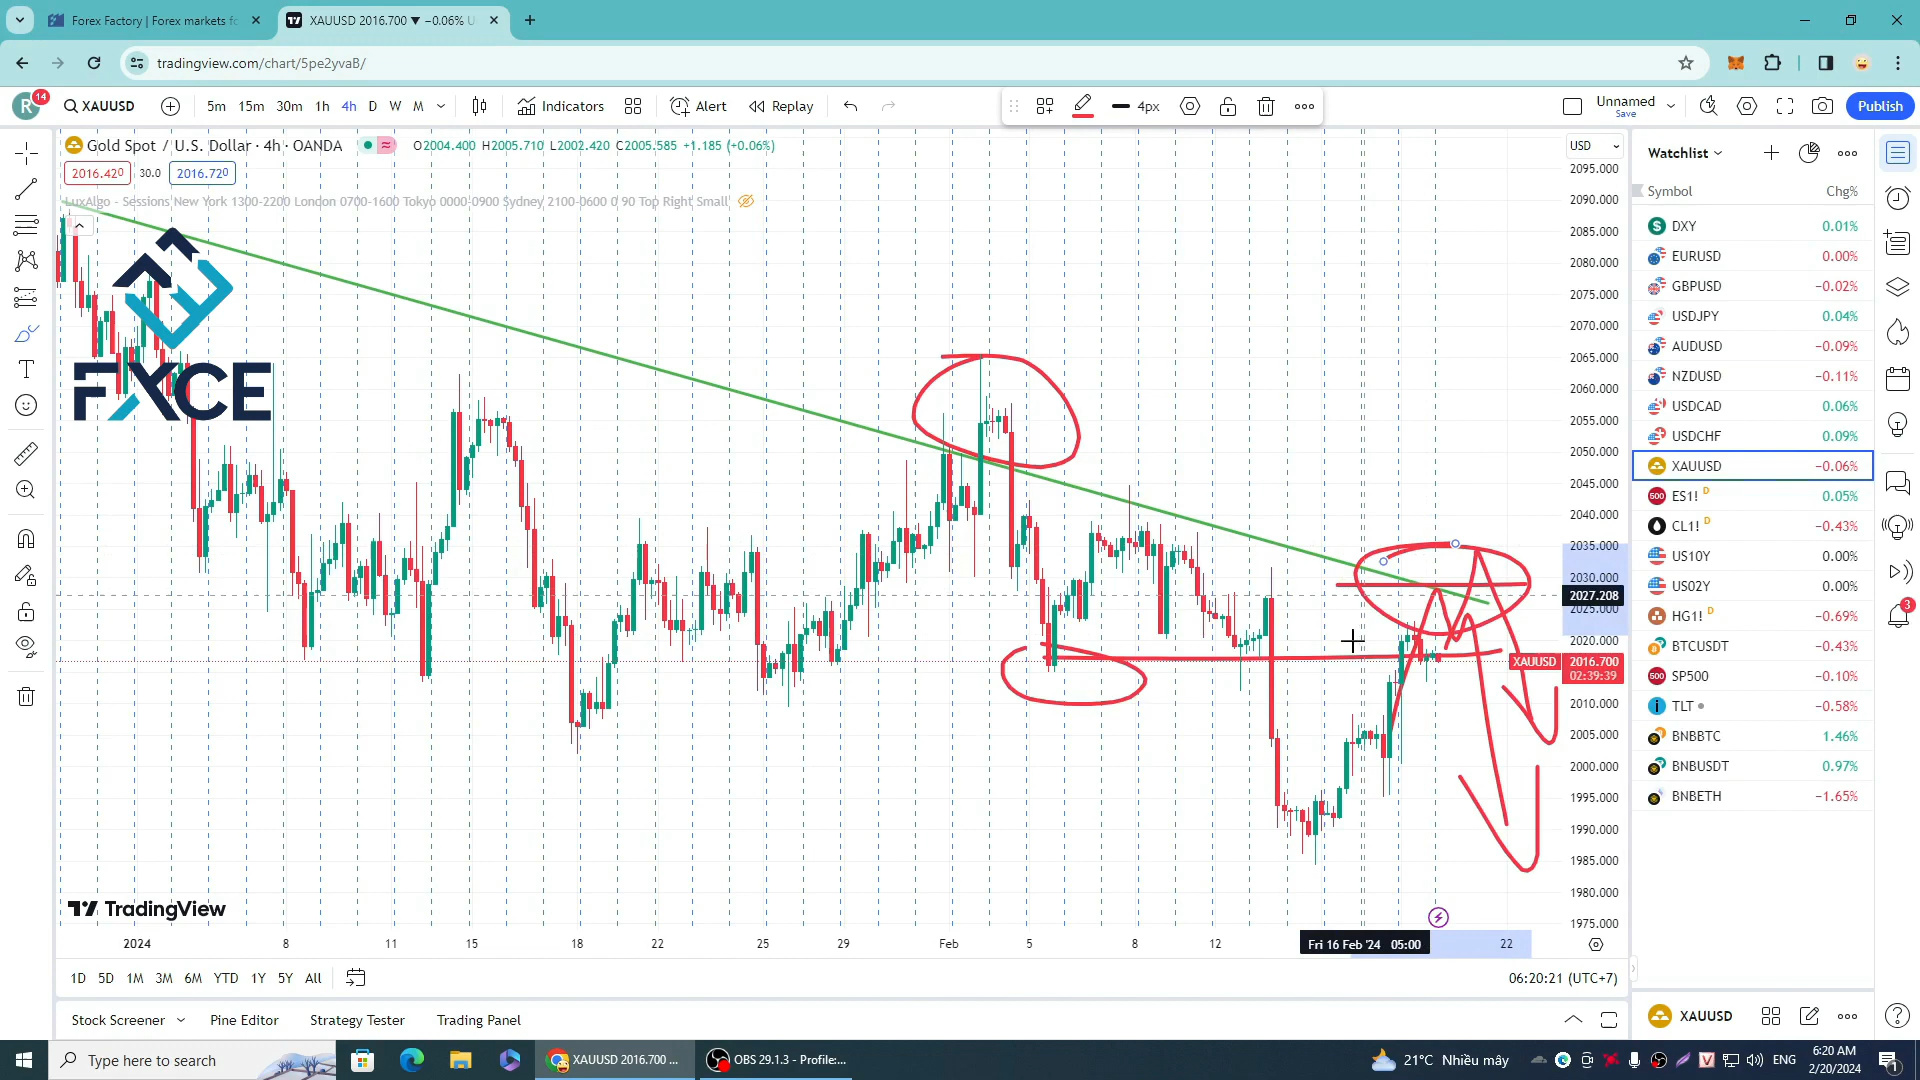 Forex Factory | Forex markets fo
XAUUSD 2016.700 ▼ −0.06% U
tradingview.com/chart/5pe2yvaB/
R 14 XAUUSD 5m 15m 30m 1h 4h D W M Indicators Alert Replay 4px Unnamed Save Publish
Gold Spot / U.S. Dollar · 4h · OANDA O2004.400 H2005.710 L2002.420 C2005.585 +1.185 (+0.06%)
2016.420 30.0 2016.720
LuxAlgo - Sessions New York 1300-2200 London 0700-1600 Tokyo 0000-0900 Sydney 2100-0600 0 90 Top Right Small
FXCE
USD
2095.000
2090.000
2085.000
2080.000
2075.000
2070.000
2065.000
2060.000
2055.000
2050.000
2045.000
2040.000
2035.000
2030.000
2027.208
2025.000
2020.000
XAUUSD 2016.700
02:39:39
2010.000
2005.000
2000.000
1995.000
1990.000
1985.000
1980.000
1975.000
TradingView
2024 8 11 15 18 22 25 29 Feb 5 8 12 Fri 16 Feb '24 05:00 22
1D 5D 1M 3M 6M YTD 1Y 5Y All 06:20:21 (UTC+7)
Stock Screener Pine Editor Strategy Tester Trading Panel
Watchlist
Symbol Chg%
DXY 0.01%
EURUSD 0.00%
GBPUSD −0.02%
USDJPY 0.04%
AUDUSD −0.09%
NZDUSD −0.11%
USDCAD 0.06%
USDCHF 0.09%
XAUUSD −0.06%
500 ES1! D 0.05%
CL1! D −0.43%
US10Y 0.00%
US02Y 0.00%
HG1! D −0.69%
BTCUSDT −0.43%
500 SP500 −0.10%
TLT −0.58%
BNBBTC 1.46%
BNBUSDT 0.97%
BNBETH −1.65%
3
XAUUSD
Type here to search
XAUUSD 2016.700 ...
OBS 29.1.3 - Profile:...
21°C Nhiều mây
ENG
6:20 AM
2/20/2024
1